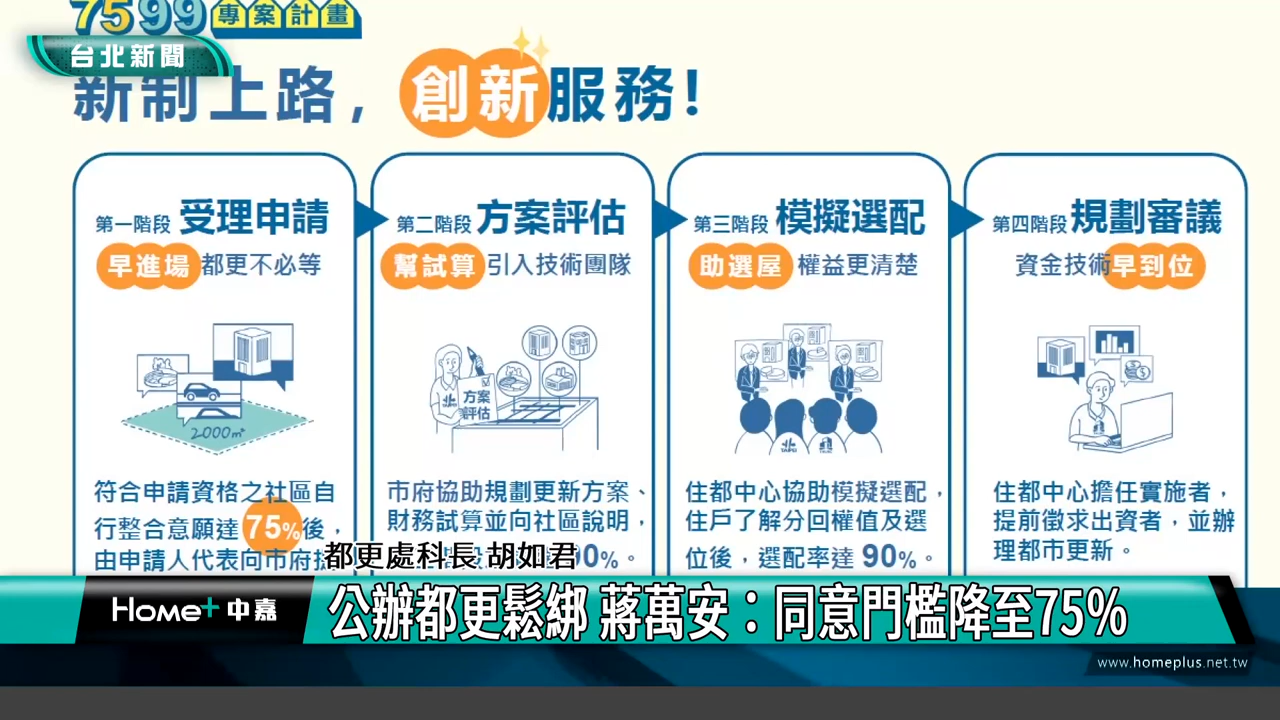 7599專案計畫
台北新聞
新制上路，創新服務！
第一階段 受理申請
早進場 都更不必等
2000㎡
符合申請資格之社區自
行整合意願達75%後，
由申請人代表向市府
第二階段 方案評估
幫試算 引入技術團隊
方案
評估
市府協助規劃更新方案、
財務試算並向社區說明，
0%。
第三階段 模擬選配
助選屋 權益更清楚
住都中心協助模擬選配，
住戶了解分回權值及選
位後，選配率達 90%。
第四階段 規劃審議
資金技術早到位
住都中心擔任實施者，
提前徵求出資者，並辦
理都市更新。
都更處科長 胡如君
Home+ 中嘉
公辦都更鬆綁 蔣萬安：同意門檻降至75%
www.homeplus.net.tw